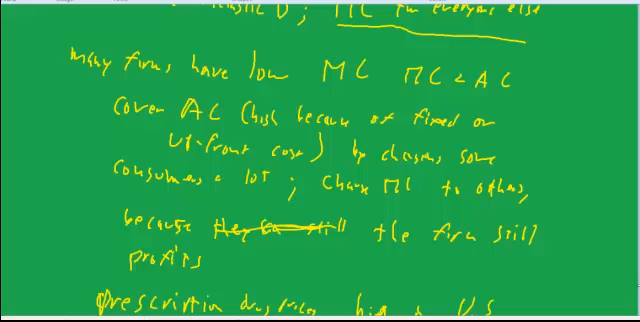 D; MC for everyone else
many firms have low MC MC < AC
cover AC (high because of fixed or
up-front cost) by charging some
consumers a lot; charge MC to others,
because they can still the firm still
profits
prescription drug prices high in US